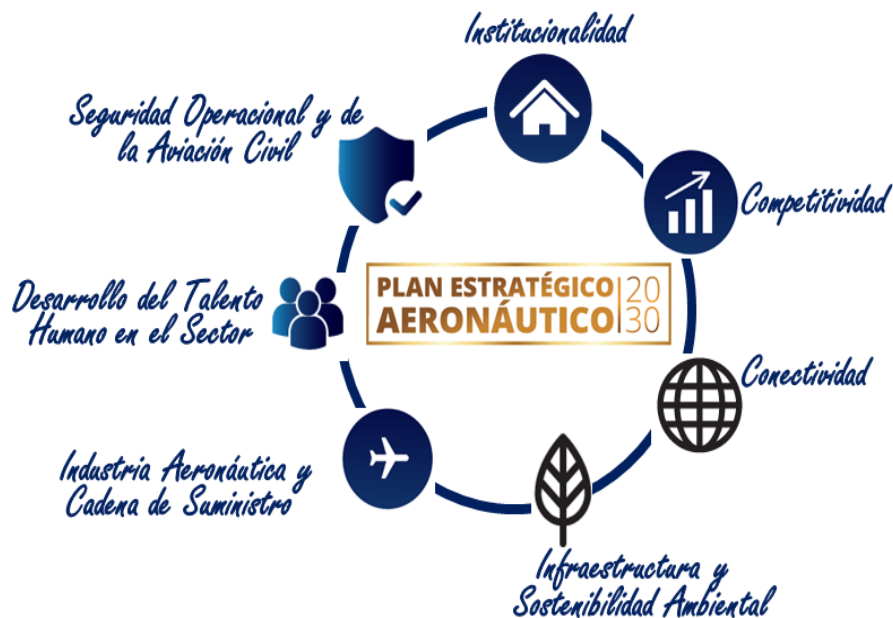 Institucionalidad
Seguridad Operacional y de
la Aviación Civil
Competitividad
PLAN ESTRATÉGICO
AERONÁUTICO
20
30
Desarrollo del Talento
Humano en el Sector
Conectividad
Industria Aeronáutica y
Cadena de Suministro
Infraestructura y
Sostenibilidad Ambiental